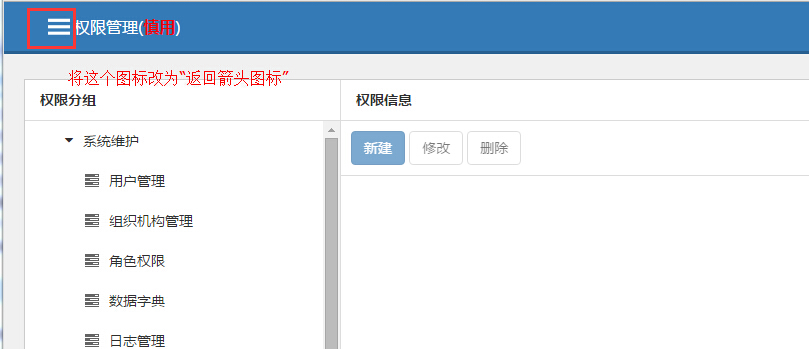 权限管理(慎用)
将这个图标改为“返回箭头图标”
权限分组
权限信息
系统维护
新建 修改 删除
用户管理
组织机构管理
角色权限
数据字典
日志管理